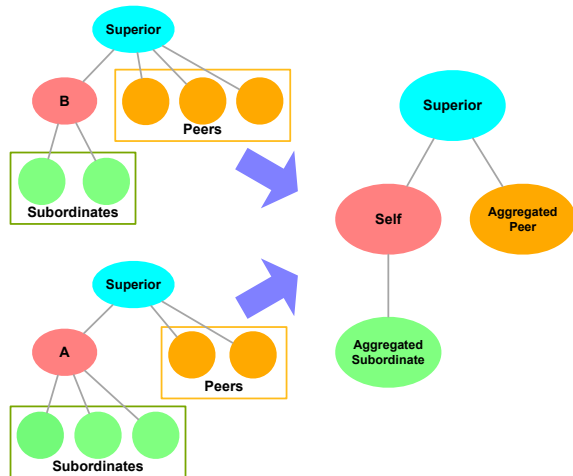 Superior
B
Peers
Subordinates
Superior
A
Peers
Subordinates
Superior
Self
Aggregated
Peer
Aggregated
Subordinate